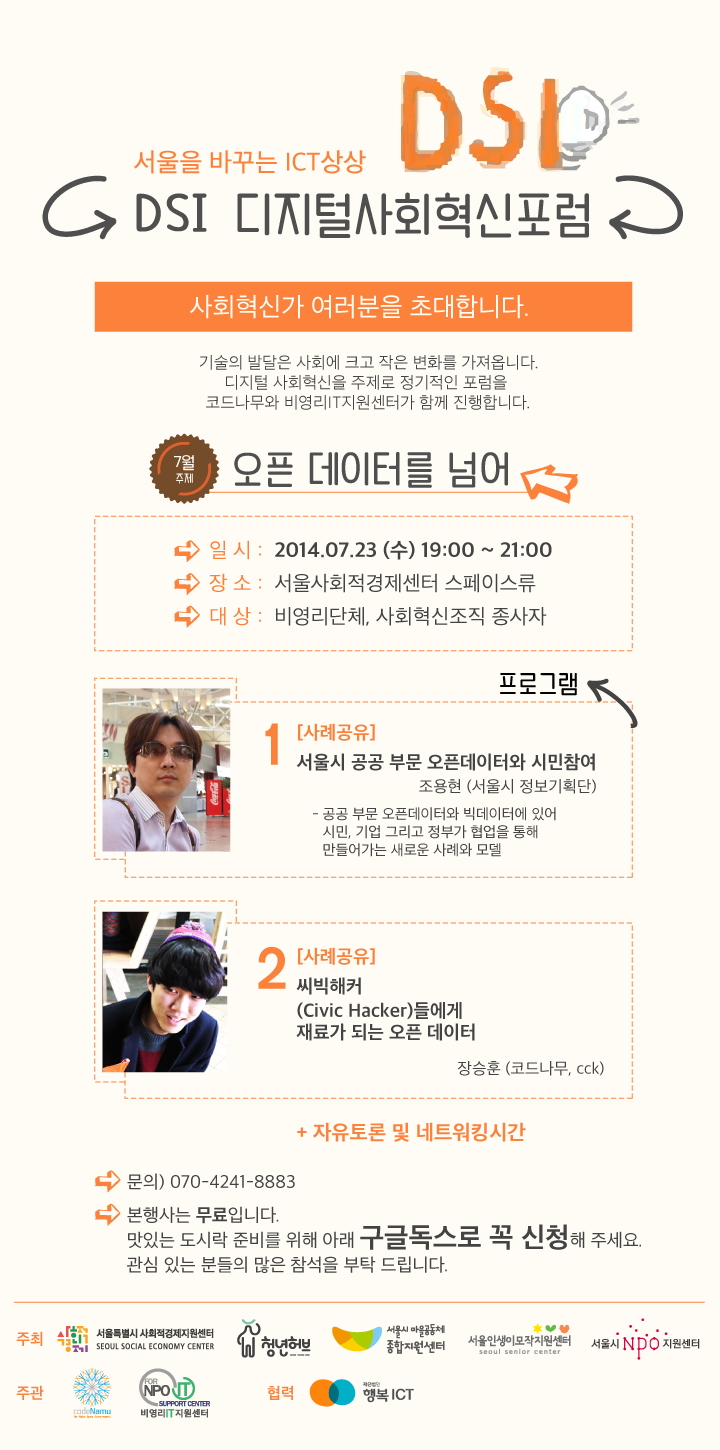 DSI
서울을 바꾸는 ICT상상
DSI 디지털사회혁신포럼
사회혁신가 여러분을 초대합니다.
기술의 발달은 사회에 크고 작은 변화를 가져옵니다.
디지털 사회혁신을 주제로 정기적인 포럼을
코드나무와 비영리IT지원센터가 함께 진행합니다.
7월
주제
오픈 데이터를 넘어
일 시 : 2014.07.23 (수) 19:00 ~ 21:00
장 소 : 서울사회적경제센터 스페이스류
대 상 : 비영리단체, 사회혁신조직 종사자
프로그램
1 [사례공유]
서울시 공공 부문 오픈데이터와 시민참여
조용현 (서울시 정보기획단)
- 공공 부문 오픈데이터와 빅데이터에 있어
시민, 기업 그리고 정부가 협업을 통해
만들어가는 새로운 사례와 모델
Coca-Cola
2 [사례공유]
씨빅해커
(Civic Hacker)들에게
재료가 되는 오픈 데이터
장승훈 (코드나무, cck)
+ 자유토론 및 네트워킹시간
문의) 070-4241-8883
본행사는 무료입니다.
맛있는 도시락 준비를 위해 아래 구글독스로 꼭 신청해 주세요.
관심 있는 분들의 많은 참석을 부탁 드립니다.
주최
서울특별시 사회적경제지원센터
SEOUL SOCIAL ECONOMY CENTER
청년허브
서울시 마을공동체
종합지원센터
서울인생이모작지원센터
seoul senior center
서울시 NPO 지원센터
주관
codeNamu
FOR
NPO IT
SUPPORT CENTER
비영리IT지원센터
협력
재단법인
행복 ICT